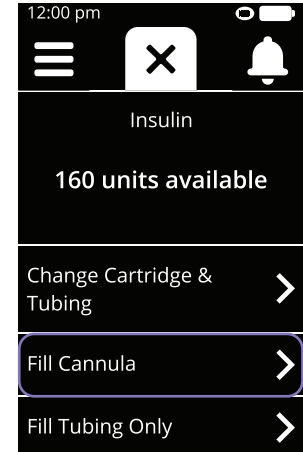 12:00 pm
Insulin
160 units available
Change Cartridge &
Tubing
Fill Cannula
Fill Tubing Only